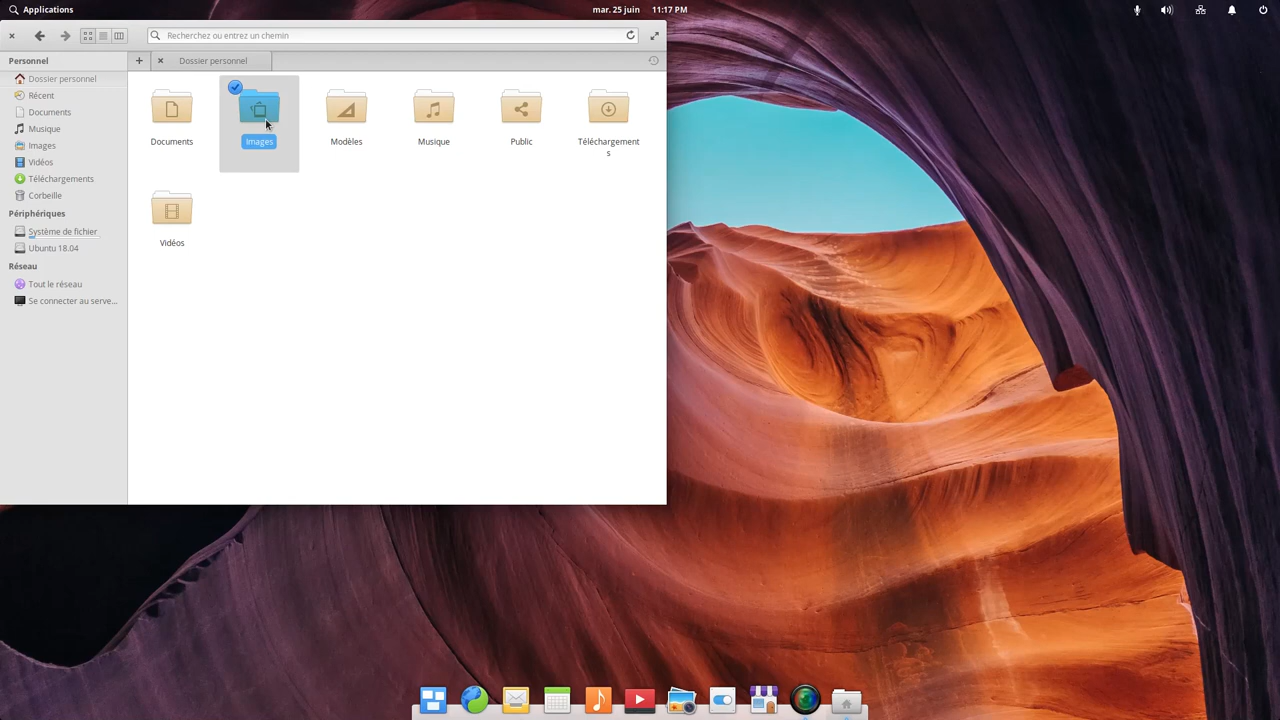 Applications
mar. 25 juin 11:17 PM
Recherchez ou entrez un chemin
Personnel
Dossier personnel
Dossier personnel
Récent
Documents
Musique
Images
Vidéos
Téléchargements
Corbeille
Périphériques
Système de fichier
Ubuntu 18.04
Réseau
Tout le réseau
Se connecter au serve...
Documents
Images
Modèles
Musique
Public
Téléchargement
s
Vidéos